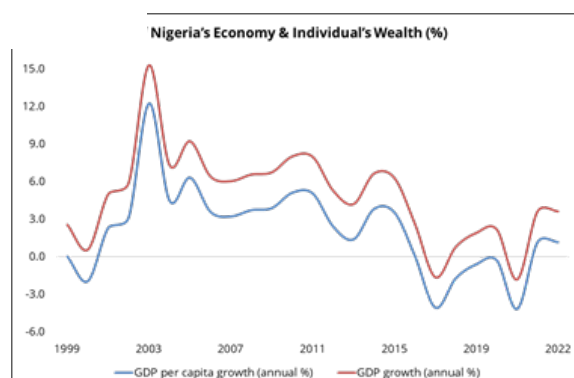 Nigeria's Economy & Individual's Wealth (%)
15.0
12.0
9.0
6.0
3.0
0.0
-3.0
-6.0
1999 2003 2007 2011 2015 2019 2022
GDP per capita growth (annual %) GDP growth (annual %)